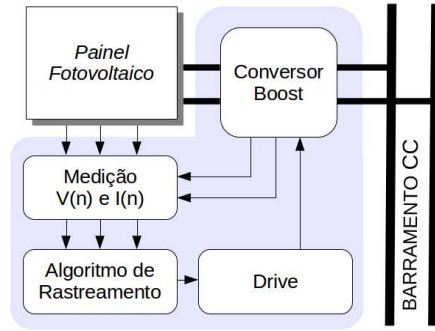 Painel
Fotovoltaico
Conversor
Boost
Medição
V(n) e I(n)
Algoritmo de
Rastreamento
Drive
BARRAMENTO CC